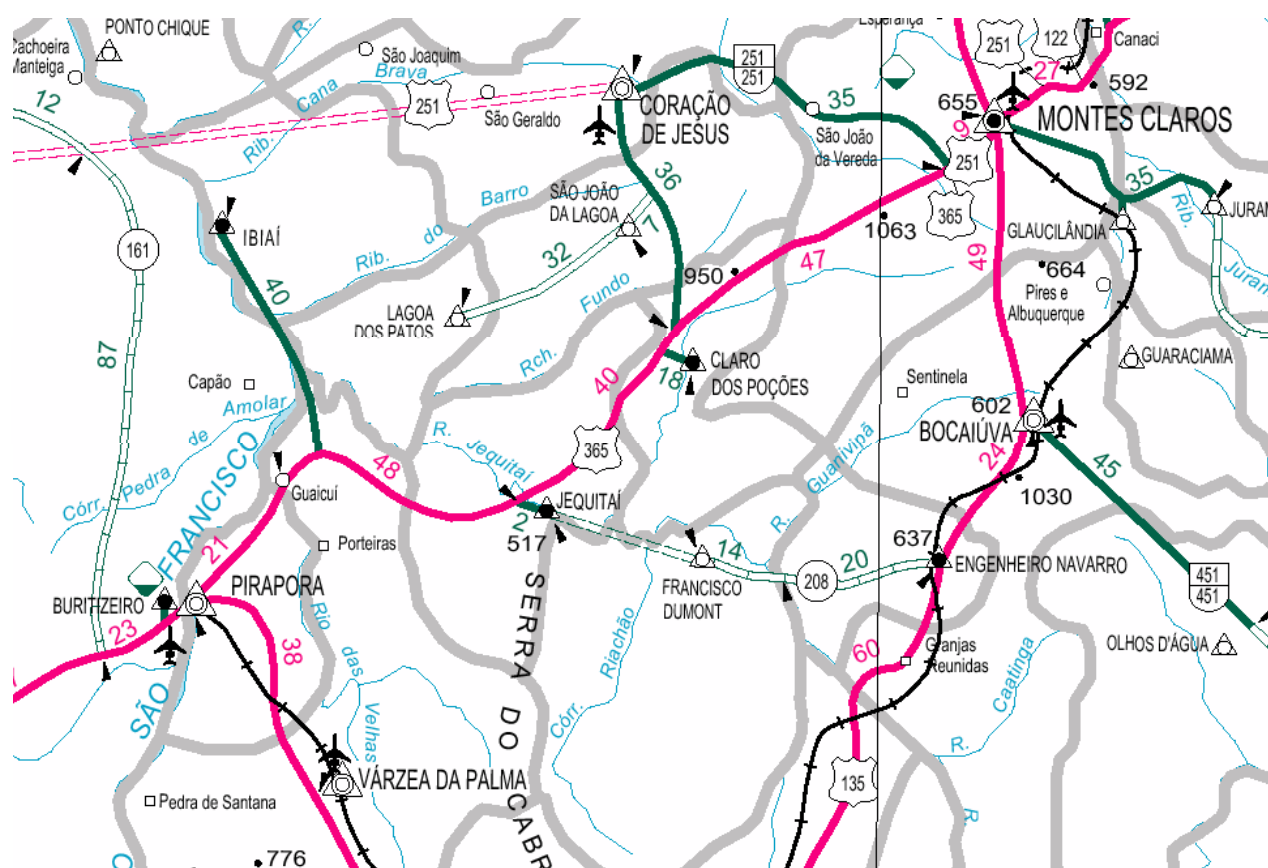 PONTO CHIQUE
Cachoeira
Manteiga
R.
São Joaquim
Cana Brava
Rib.
251
São Geraldo
CORAÇÃO
DE JESUS
251
251
35
São João
da Vereda
Esperança
251
122
Canaci
27
592
655
MONTES CLAROS
9
251
365
12
161
87
IBIAÍ
40
Rib. do Barro
SÃO JOÃO
DA LAGOA
36
7
32
LAGOA
DOS PATOS
Rch. Fundo
950
47
1063
49
GLAUCILÂNDIA
35
Rib.
JURAM
Juram
664
Pires e
Albuquerque
GUARACIAMA
CLARO
DOS POÇÕES
18
40
365
Capão
Amolar
de
Pedra
Córr.
SÃO FRANCISCO
Guaicuí
48
R. Jequitaí
2
JEQUITAÍ
517
Sentinela
602
BOCAIÚVA
24
45
1030
R. Guanivipã
21
Porteiras
PIRAPORA
BURITIZEIRO
23
38
Rio das Velhas
14
FRANCISCO
DUMONT
208
20
637
ENGENHEIRO NAVARRO
451
451
OLHOS D'ÁGUA
60
Granjas
Reunidas
R. Caatinga
Córr. Riachão
SERRA DO CABR
VÁRZEA DA PALMA
Pedra de Santana
776
135
R.
O